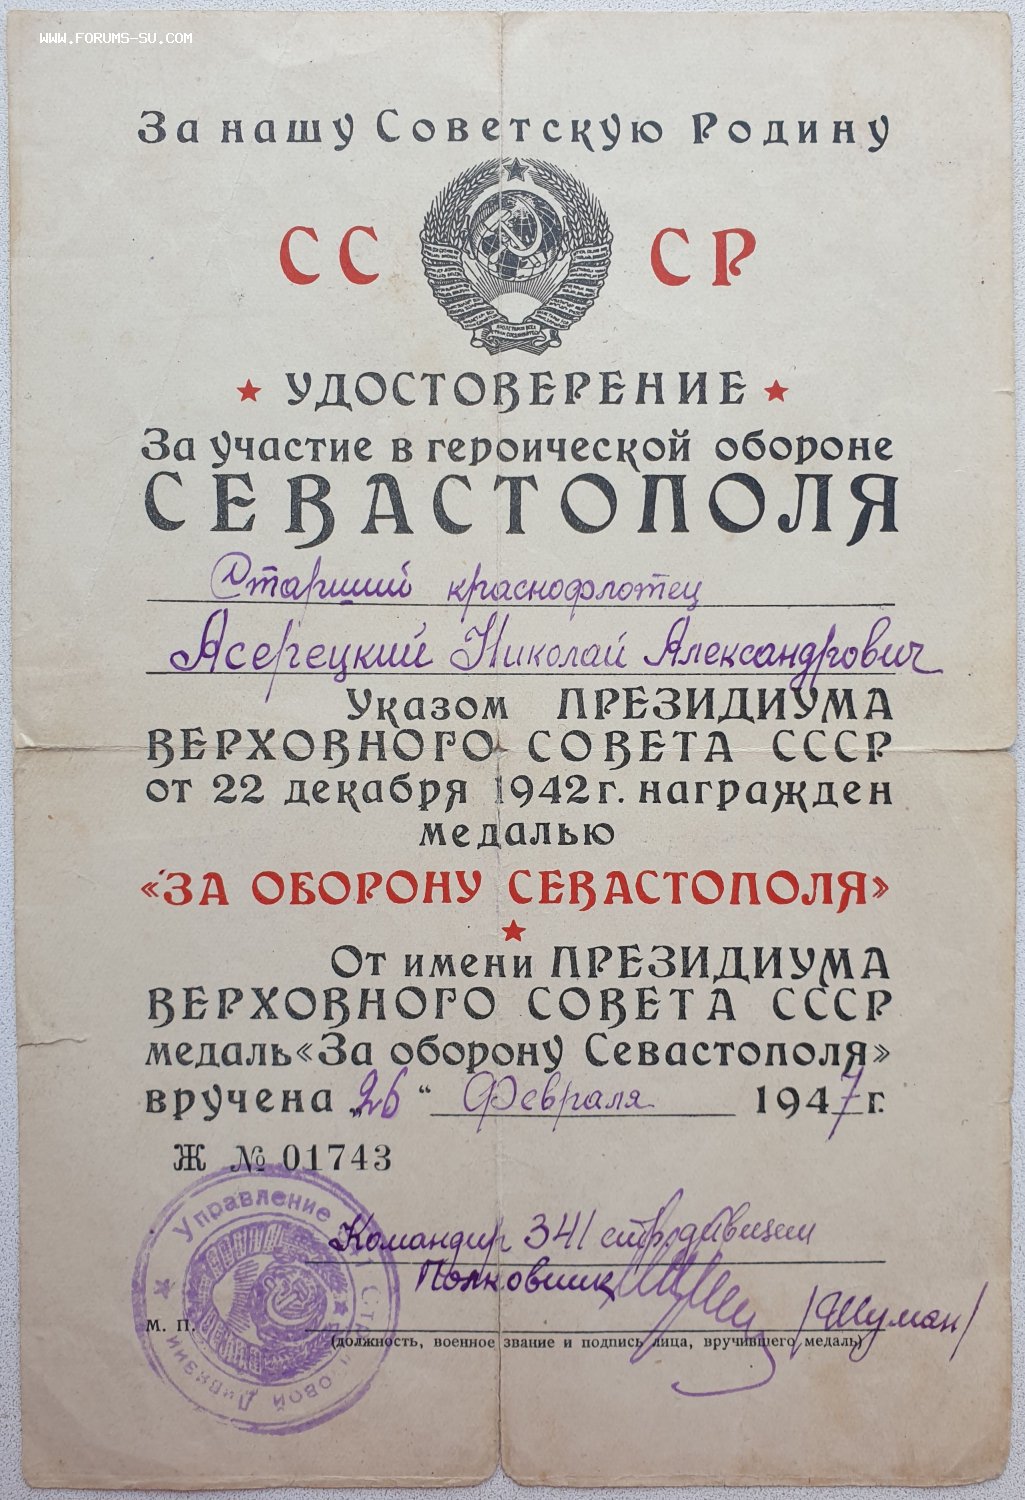 WWW.FORUMS-SU.COM
За нашу Советскую Родину
СС СР
УДОСТОВЕРЕНИЕ
За участие в героической обороне
СЕВАСТОПОЛЯ
Старший краснофлотец
Асерецкий Николай Александрович
Указом ПРЕЗИДИУМА
ВЕРХОВНОГО СОВЕТА СССР
от 22 декабря 1942 г. награжден
медалью
«ЗА ОБОРОНУ СЕВАСТОПОЛЯ»
От имени ПРЕЗИДИУМА
ВЕРХОВНОГО СОВЕТА СССР
медаль «За оборону Севастополя»
вручена „26“ Февраля 1947 г.
Ж № 01743
Управление
Дивизии
Командир 341 стр. дивизии
Полковник
/Шуман/
М. П.
(должность, военное звание и подпись лица, вручившего медаль)